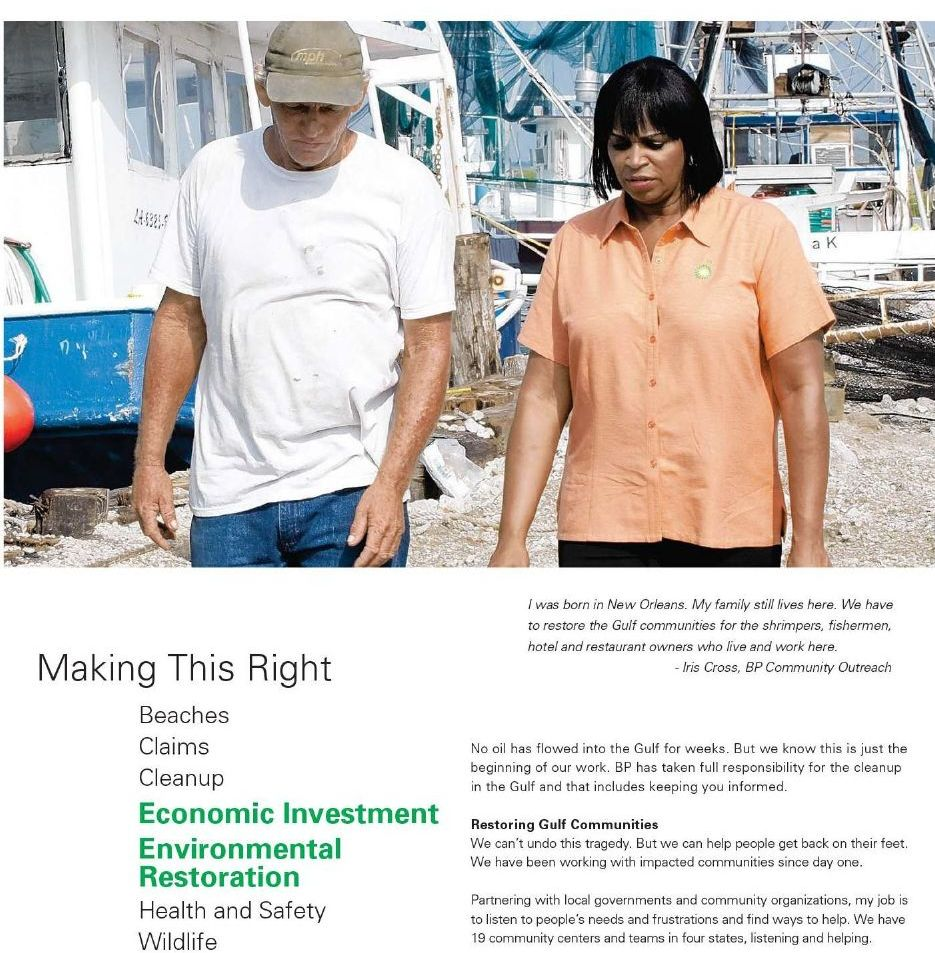 mph
a K
I was born in New Orleans. My family still lives here. We have
to restore the Gulf communities for the shrimpers, fishermen,
hotel and restaurant owners who live and work here.
- Iris Cross, BP Community Outreach
Making This Right
Beaches
Claims
Cleanup
Economic Investment
Environmental
Restoration
Health and Safety
Wildlife
No oil has flowed into the Gulf for weeks. But we know this is just the
beginning of our work. BP has taken full responsibility for the cleanup
in the Gulf and that includes keeping you informed.
Restoring Gulf Communities
We can't undo this tragedy. But we can help people get back on their feet.
We have been working with impacted communities since day one.
Partnering with local governments and community organizations, my job is
to listen to people's needs and frustrations and find ways to help. We have
19 community centers and teams in four states, listening and helping.